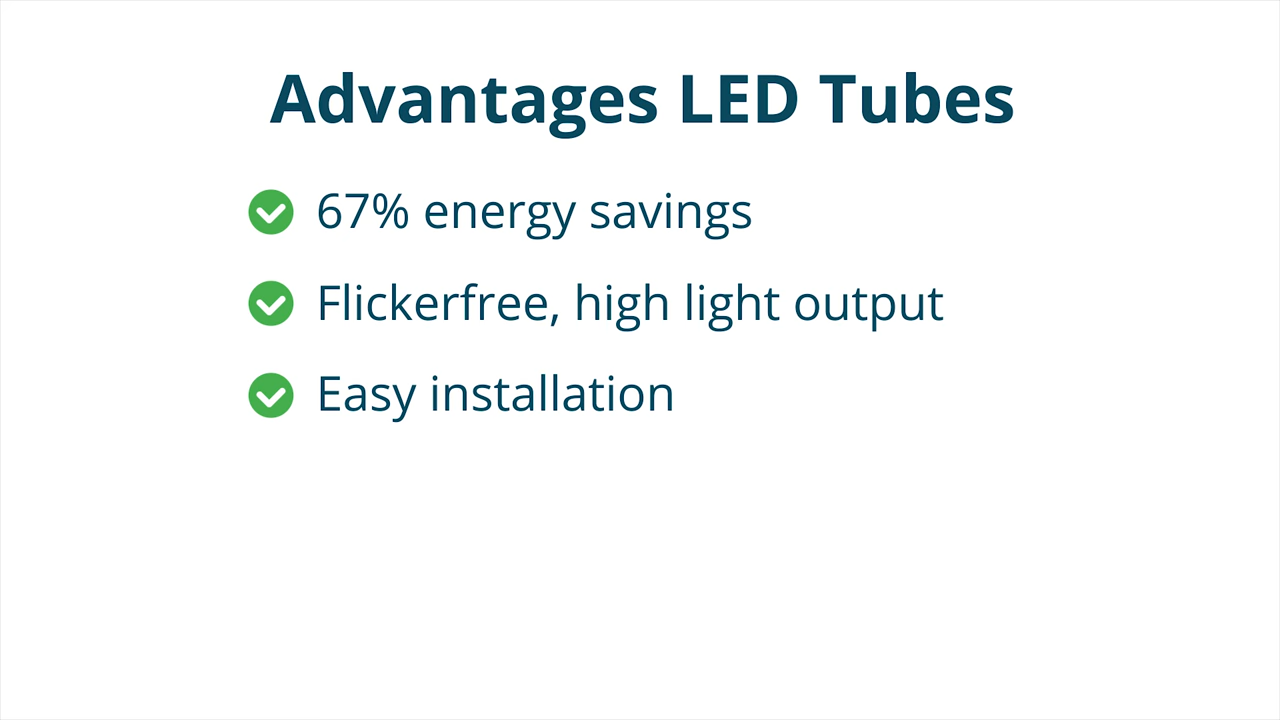 Advantages LED Tubes
67% energy savings
Flickerfree, high light output
Easy installation